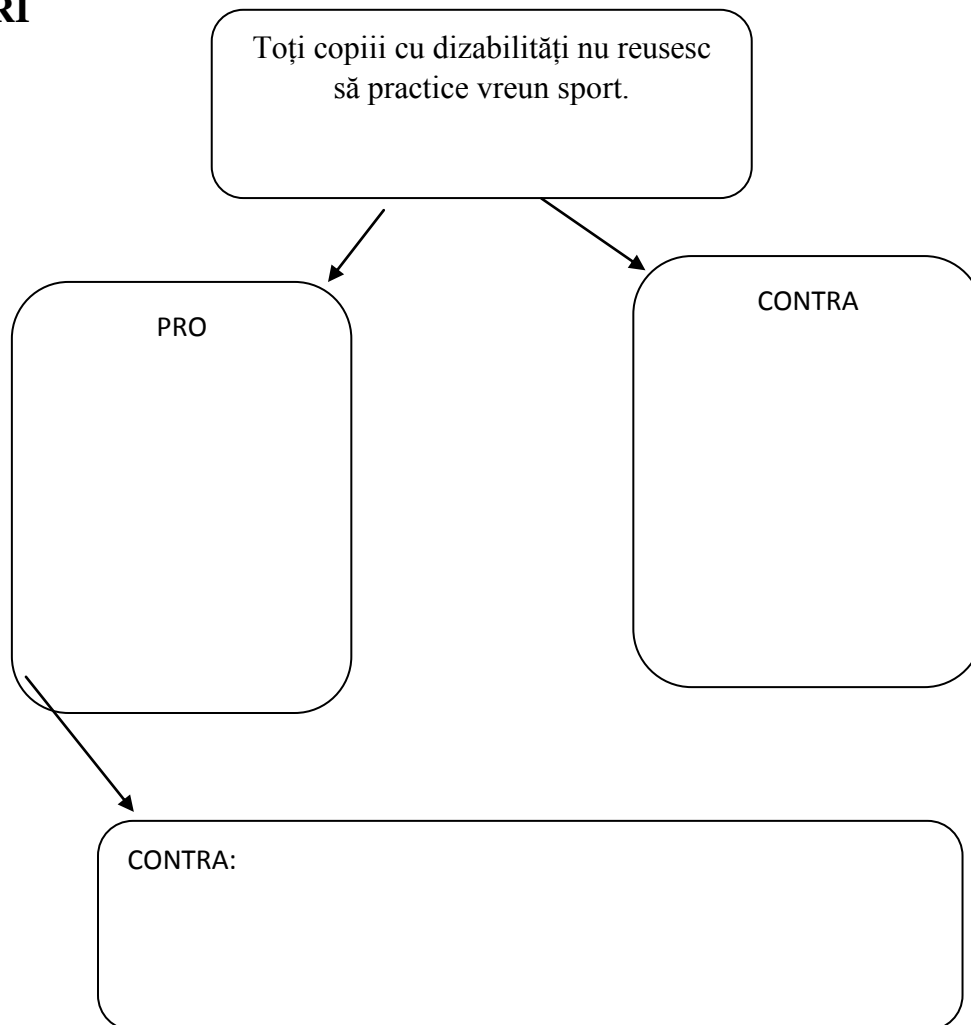 RI
Toți copiii cu dizabilități nu reusesc
să practice vreun sport.
PRO
CONTRA
CONTRA: